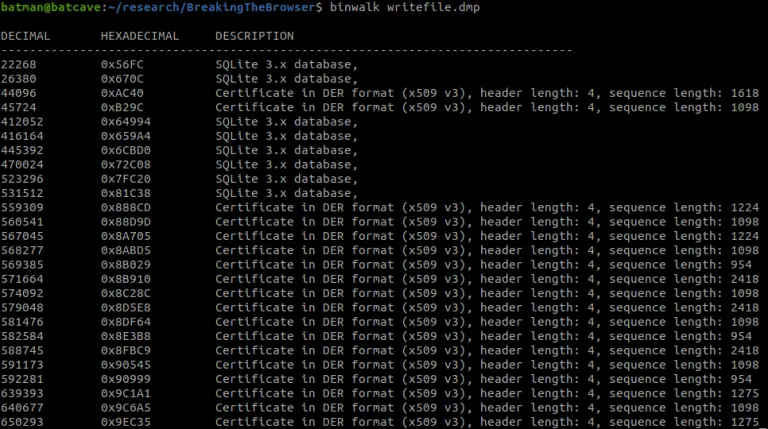 batman@batcave:~/research/BreakingTheBrowser$ binwalk writefile.dmp
DECIMAL HEXADECIMAL DESCRIPTION
--------------------------------------------------------------------------------
22268 0x56FC SQLite 3.x database,
26380 0x670C SQLite 3.x database,
44096 0xAC40 Certificate in DER format (x509 v3), header length: 4, sequence length: 1618
45724 0xB29C Certificate in DER format (x509 v3), header length: 4, sequence length: 1098
412052 0x64994 SQLite 3.x database,
416164 0x659A4 SQLite 3.x database,
445392 0x6CBD0 SQLite 3.x database,
470024 0x72C08 SQLite 3.x database,
523296 0x7FC20 SQLite 3.x database,
531512 0x81C38 SQLite 3.x database,
559309 0x888CD Certificate in DER format (x509 v3), header length: 4, sequence length: 1224
560541 0x88D9D Certificate in DER format (x509 v3), header length: 4, sequence length: 1098
567045 0x8A705 Certificate in DER format (x509 v3), header length: 4, sequence length: 1224
568277 0x8ABD5 Certificate in DER format (x509 v3), header length: 4, sequence length: 1098
569385 0x8B029 Certificate in DER format (x509 v3), header length: 4, sequence length: 954
571664 0x8B910 Certificate in DER format (x509 v3), header length: 4, sequence length: 2418
574092 0x8C28C Certificate in DER format (x509 v3), header length: 4, sequence length: 1098
579048 0x8D5E8 Certificate in DER format (x509 v3), header length: 4, sequence length: 2418
581476 0x8DF64 Certificate in DER format (x509 v3), header length: 4, sequence length: 1098
582584 0x8E3B8 Certificate in DER format (x509 v3), header length: 4, sequence length: 954
588745 0x8FBC9 Certificate in DER format (x509 v3), header length: 4, sequence length: 2418
591173 0x90545 Certificate in DER format (x509 v3), header length: 4, sequence length: 1098
592281 0x90999 Certificate in DER format (x509 v3), header length: 4, sequence length: 954
639393 0x9C1A1 Certificate in DER format (x509 v3), header length: 4, sequence length: 1275
640677 0x9C6A5 Certificate in DER format (x509 v3), header length: 4, sequence length: 1098
650293 0x9EC35 Certificate in DER format (x509 v3), header length: 4, sequence length: 1275